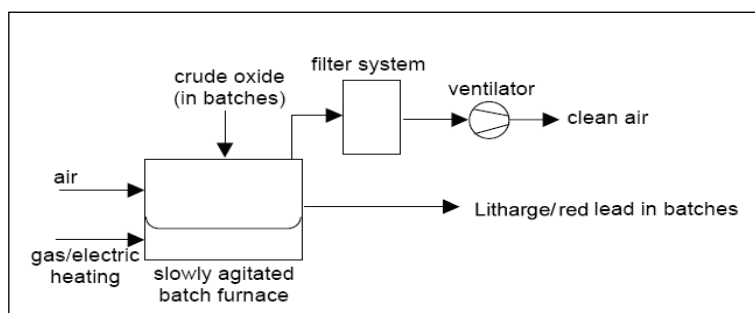 crude oxide
(in batches)
filter system
ventilator
clean air
air
Litharge/red lead in batches
gas/electric
heating
slowly agitated
batch furnace